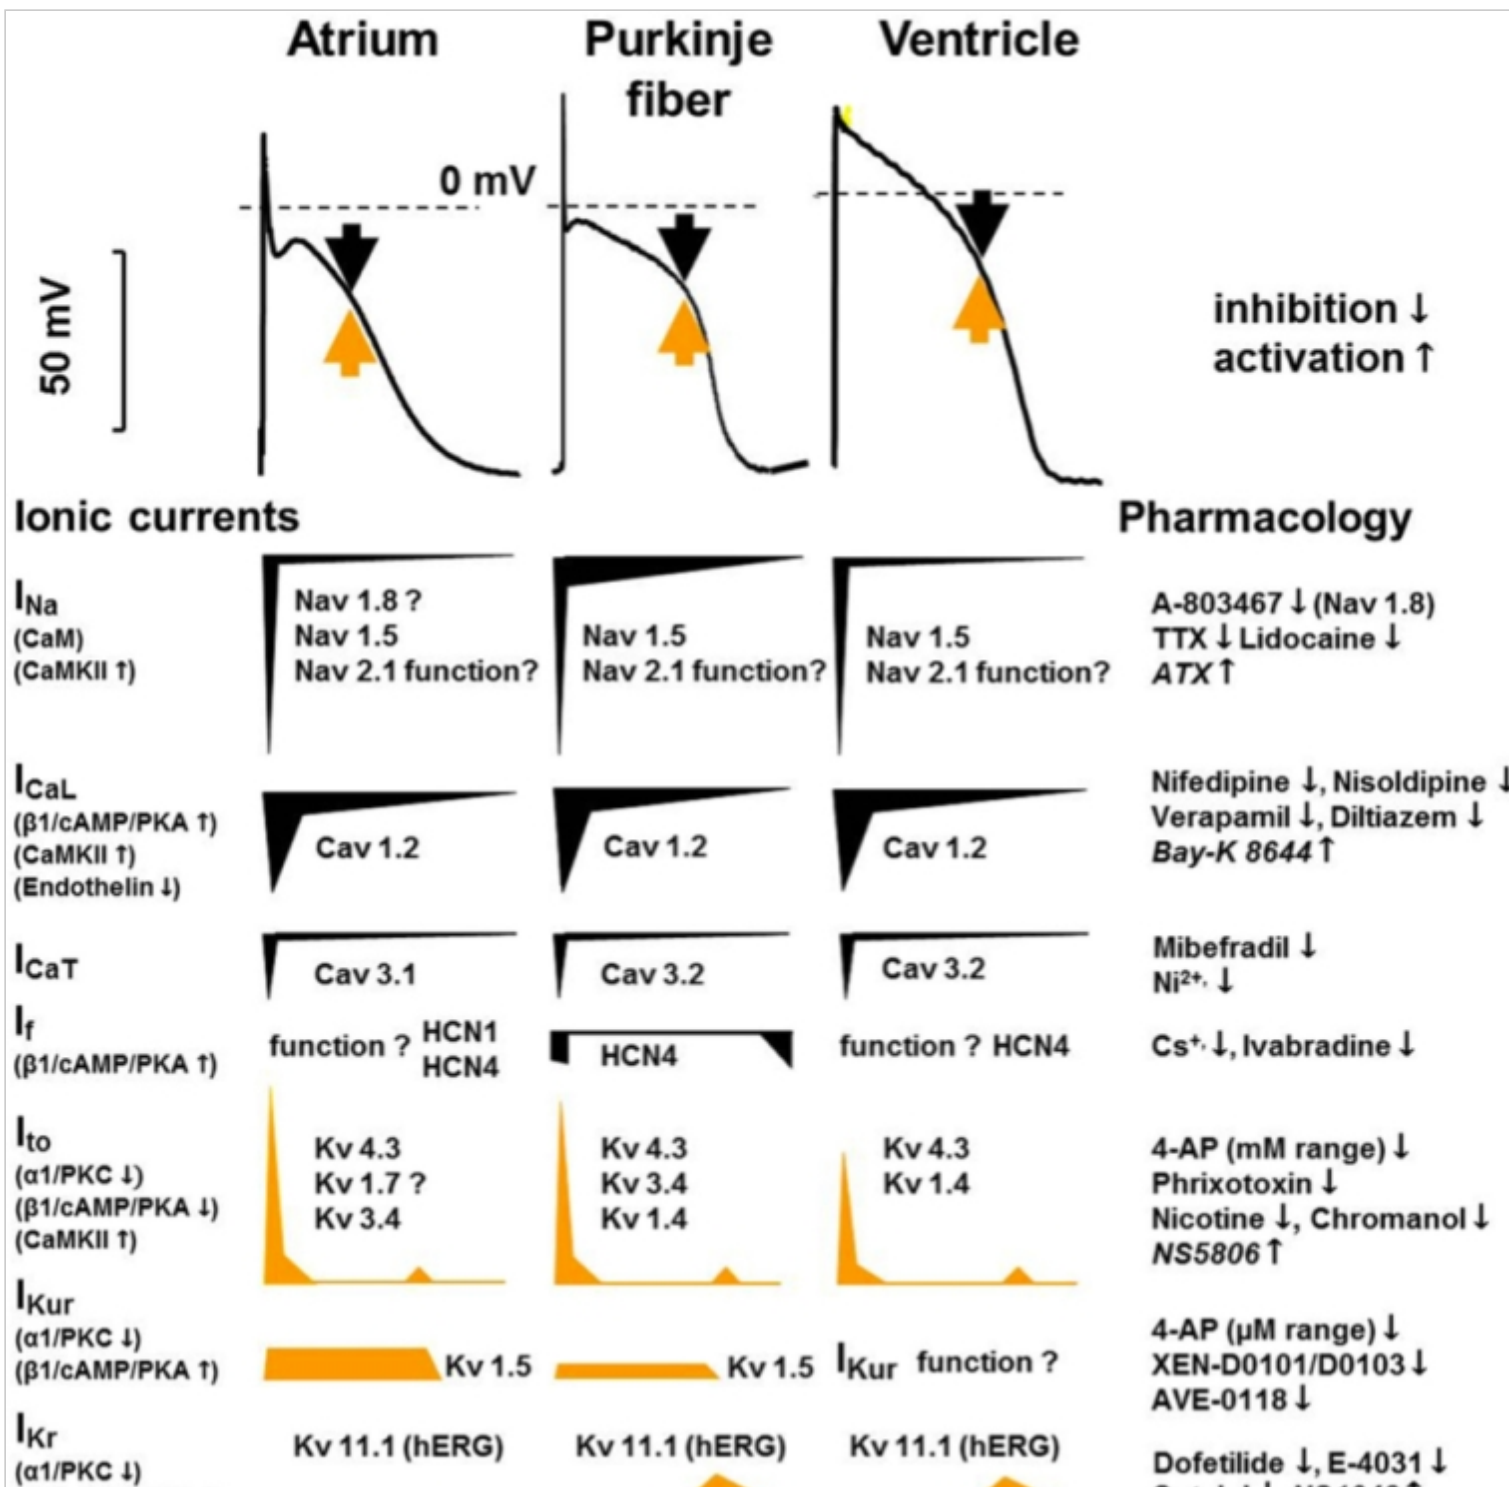 Atrium Purkinje fiber Ventricle
0 mV
50 mV
inhibition ↓
activation ↑
Ionic currents
Pharmacology
INa
(CaM)
(CaMKII ↑)
Nav 1.8 ?
Nav 1.5
Nav 2.1 function?
Nav 1.5
Nav 2.1 function?
Nav 1.5
Nav 2.1 function?
A-803467 ↓ (Nav 1.8)
TTX ↓ Lidocaine ↓
ATX ↑
ICaL
(β1/cAMP/PKA ↑)
(CaMKII ↑)
(Endothelin ↓)
Cav 1.2
Cav 1.2
Cav 1.2
Nifedipine ↓, Nisoldipine ↓
Verapamil ↓, Diltiazem ↓
Bay-K 8644 ↑
ICaT
Cav 3.1
Cav 3.2
Cav 3.2
Mibefradil ↓
Ni2+, ↓
If
(β1/cAMP/PKA ↑)
function ? HCN1
HCN4
HCN4
function ? HCN4
Cs+, ↓, Ivabradine ↓
Ito
(α1/PKC ↓)
(β1/cAMP/PKA ↓)
(CaMKII ↑)
Kv 4.3
Kv 1.7 ?
Kv 3.4
Kv 4.3
Kv 3.4
Kv 1.4
Kv 4.3
Kv 1.4
4-AP (mM range) ↓
Phrixotoxin ↓
Nicotine ↓, Chromanol ↓
NS5806 ↑
IKur
(α1/PKC ↓)
(β1/cAMP/PKA ↑)
Kv 1.5
Kv 1.5
IKur function ?
4-AP (µM range) ↓
XEN-D0101/D0103 ↓
AVE-0118 ↓
IKr
(α1/PKC ↓)
Kv 11.1 (hERG)
Kv 11.1 (hERG)
Kv 11.1 (hERG)
Dofetilide ↓, E-4031 ↓